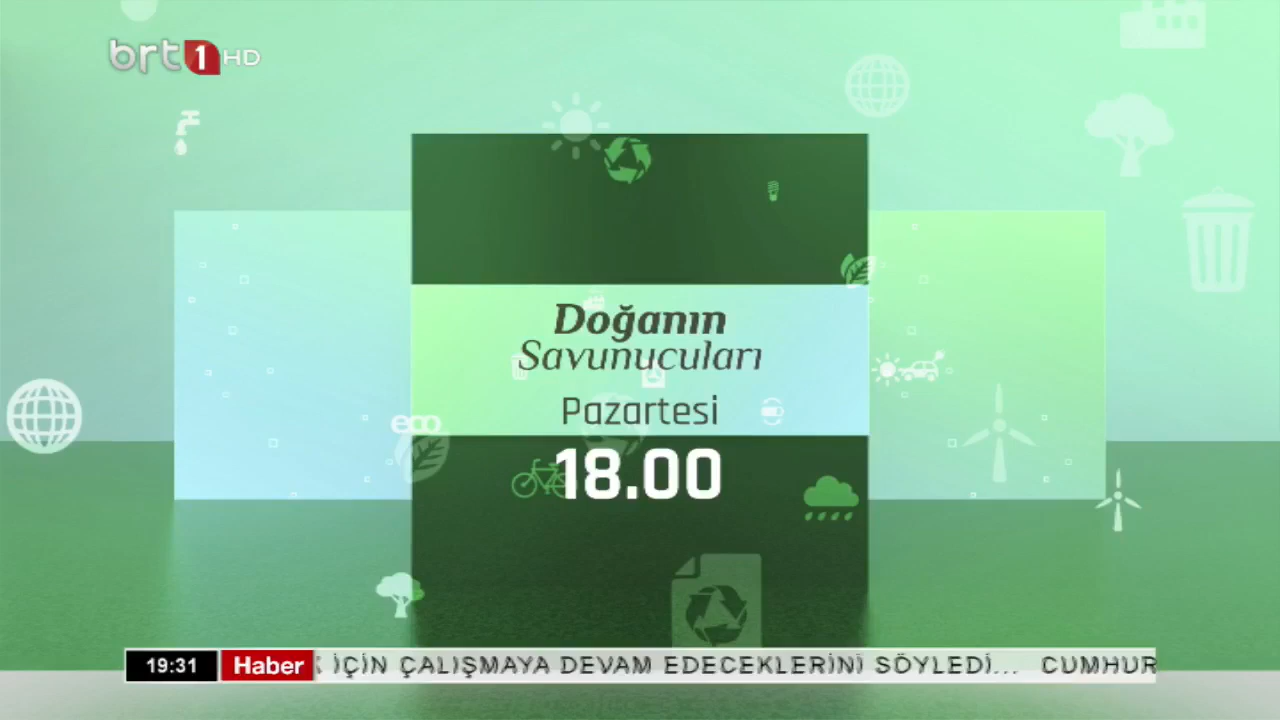 brt1 HD
eco
Doğanın
Savunucuları
Pazartesi
18.00
19:31 Haber İÇİN ÇALIŞMAYA DEVAM EDECEKLERİNİ SÖYLEDİ... CUMHUR